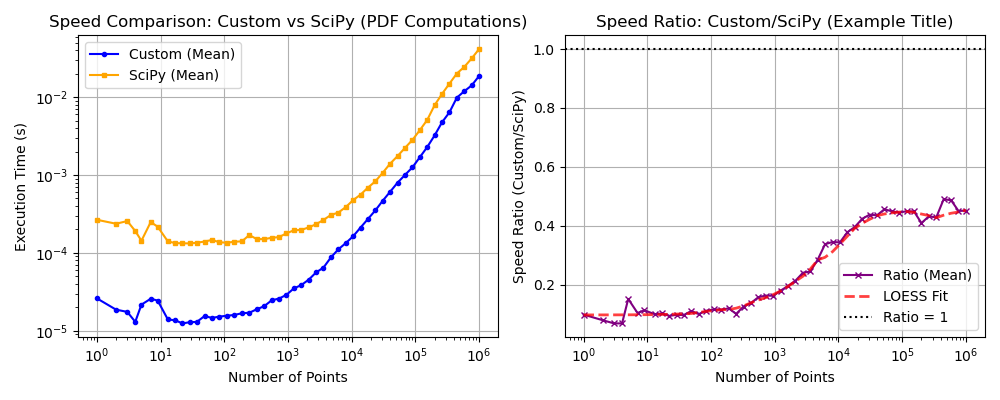 Speed Comparison: Custom vs SciPy (PDF Computations)
Custom (Mean)
SciPy (Mean)
Execution Time (s)
10⁻²
10⁻³
10⁻⁴
10⁻⁵
10⁰ 10¹ 10² 10³ 10⁴ 10⁵ 10⁶
Number of Points
Speed Ratio: Custom/SciPy (Example Title)
Speed Ratio (Custom/SciPy)
1.0
0.8
0.6
0.4
0.2
Ratio (Mean)
LOESS Fit
Ratio = 1
10⁰ 10¹ 10² 10³ 10⁴ 10⁵ 10⁶
Number of Points